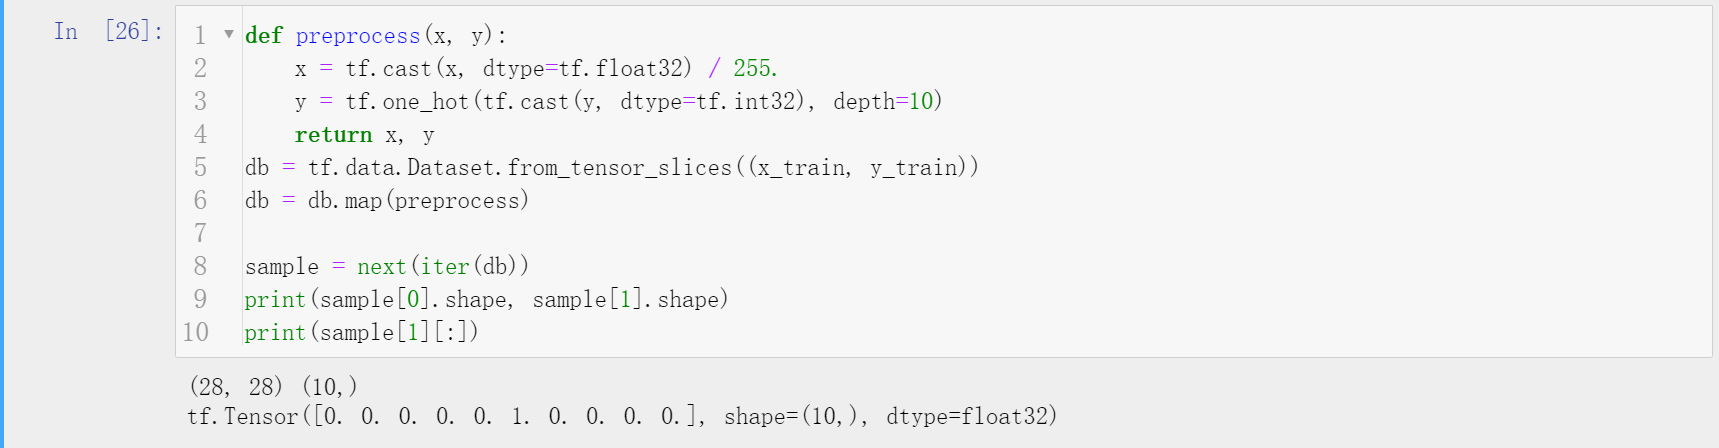 In [26]:
1 ▼ def preprocess(x, y):
2     x = tf.cast(x, dtype=tf.float32) / 255.
3     y = tf.one_hot(tf.cast(y, dtype=tf.int32), depth=10)
4     return x, y
5 db = tf.data.Dataset.from_tensor_slices((x_train, y_train))
6 db = db.map(preprocess)
7
8 sample = next(iter(db))
9 print(sample[0].shape, sample[1].shape)
10 print(sample[1][:])
(28, 28) (10,)
tf.Tensor([0. 0. 0. 0. 0. 1. 0. 0. 0. 0.], shape=(10,), dtype=float32)